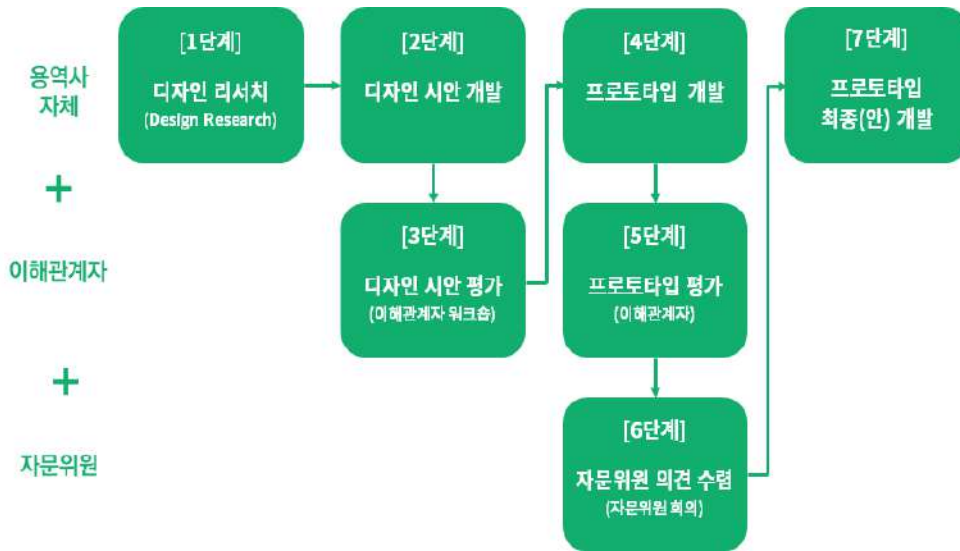 용역사
자체
+
이해관계자
+
자문위원
[1단계]
디자인 리서치
(Design Research)
[2단계]
디자인 시안 개발
[3단계]
디자인 시안 평가
(이해관계자 워크숍)
[4단계]
프로토타입 개발
[5단계]
프로토타입 평가
(이해관계자)
[6단계]
자문위원 의견 수렴
(자문위원 회의)
[7단계]
프로토타입
최종(안) 개발